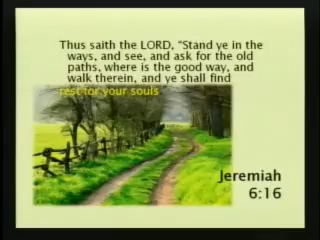 Thus saith the LORD, "Stand ye in the
ways, and see, and ask for the old
paths, where is the good way, and
walk therein, and ye shall find
rest for your souls
Jeremiah
6:16